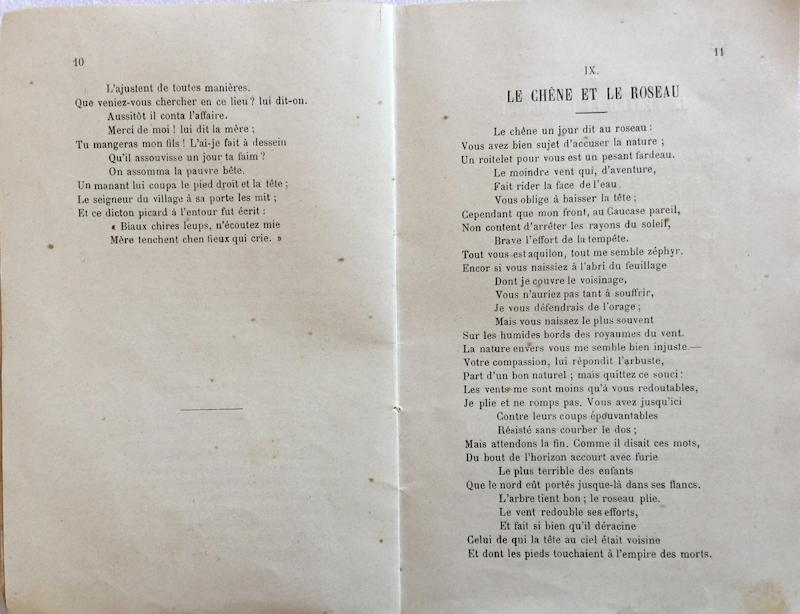 10
L'ajustent de toutes manières.
Que veniez-vous chercher en ce lieu? lui dit-on.
Aussitôt il conta l'affaire.
Merci de moi ! lui dit la mère ;
Tu mangeras mon fils ! L'ai-je fait à dessein
Qu'il assouvisse un jour ta faim ?
On assomma la pauvre bête.
Un manant lui coupa le pied droit et la tête ;
Le seigneur du village à sa porte les mit ;
Et ce dicton picard à l'entour fut écrit :
« Biaux chires leups, n'écoutez mie
Mère tenchent chen fieux qui crie. »
11
IX.
LE CHÊNE ET LE ROSEAU
Le chêne un jour dit au roseau :
Vous avez bien sujet d'accuser la nature ;
Un roitelet pour vous est un pesant fardeau.
Le moindre vent qui, d'aventure,
Fait rider la face de l'eau,
Vous oblige à baisser la tête ;
Cependant que mon front, au Caucase pareil,
Non content d'arrêter les rayons du soleil,
Brave l'effort de la tempête.
Tout vous est aquilon, tout me semble zéphyr.
Encor si vous naissiez à l'abri du feuillage
Dont je couvre le voisinage,
Vous n'auriez pas tant à souffrir,
Je vous défendrais de l'orage ;
Mais vous naissez le plus souvent
Sur les humides bords des royaumes du vent.
La nature envers vous me semble bien injuste.—
Votre compassion, lui répondit l'arbuste,
Part d'un bon naturel ; mais quittez ce souci :
Les vents me sont moins qu'à vous redoutables,
Je plie et ne romps pas. Vous avez jusqu'ici
Contre leurs coups épouvantables
Résisté sans courber le dos ;
Mais attendons la fin. Comme il disait ces mots,
Du bout de l'horizon accourt avec furie
Le plus terrible des enfants
Que le nord eût portés jusque-là dans ses flancs.
L'arbre tient bon ; le roseau plie.
Le vent redouble ses efforts,
Et fait si bien qu'il déracine
Celui de qui la tête au ciel était voisine
Et dont les pieds touchaient à l'empire des morts.